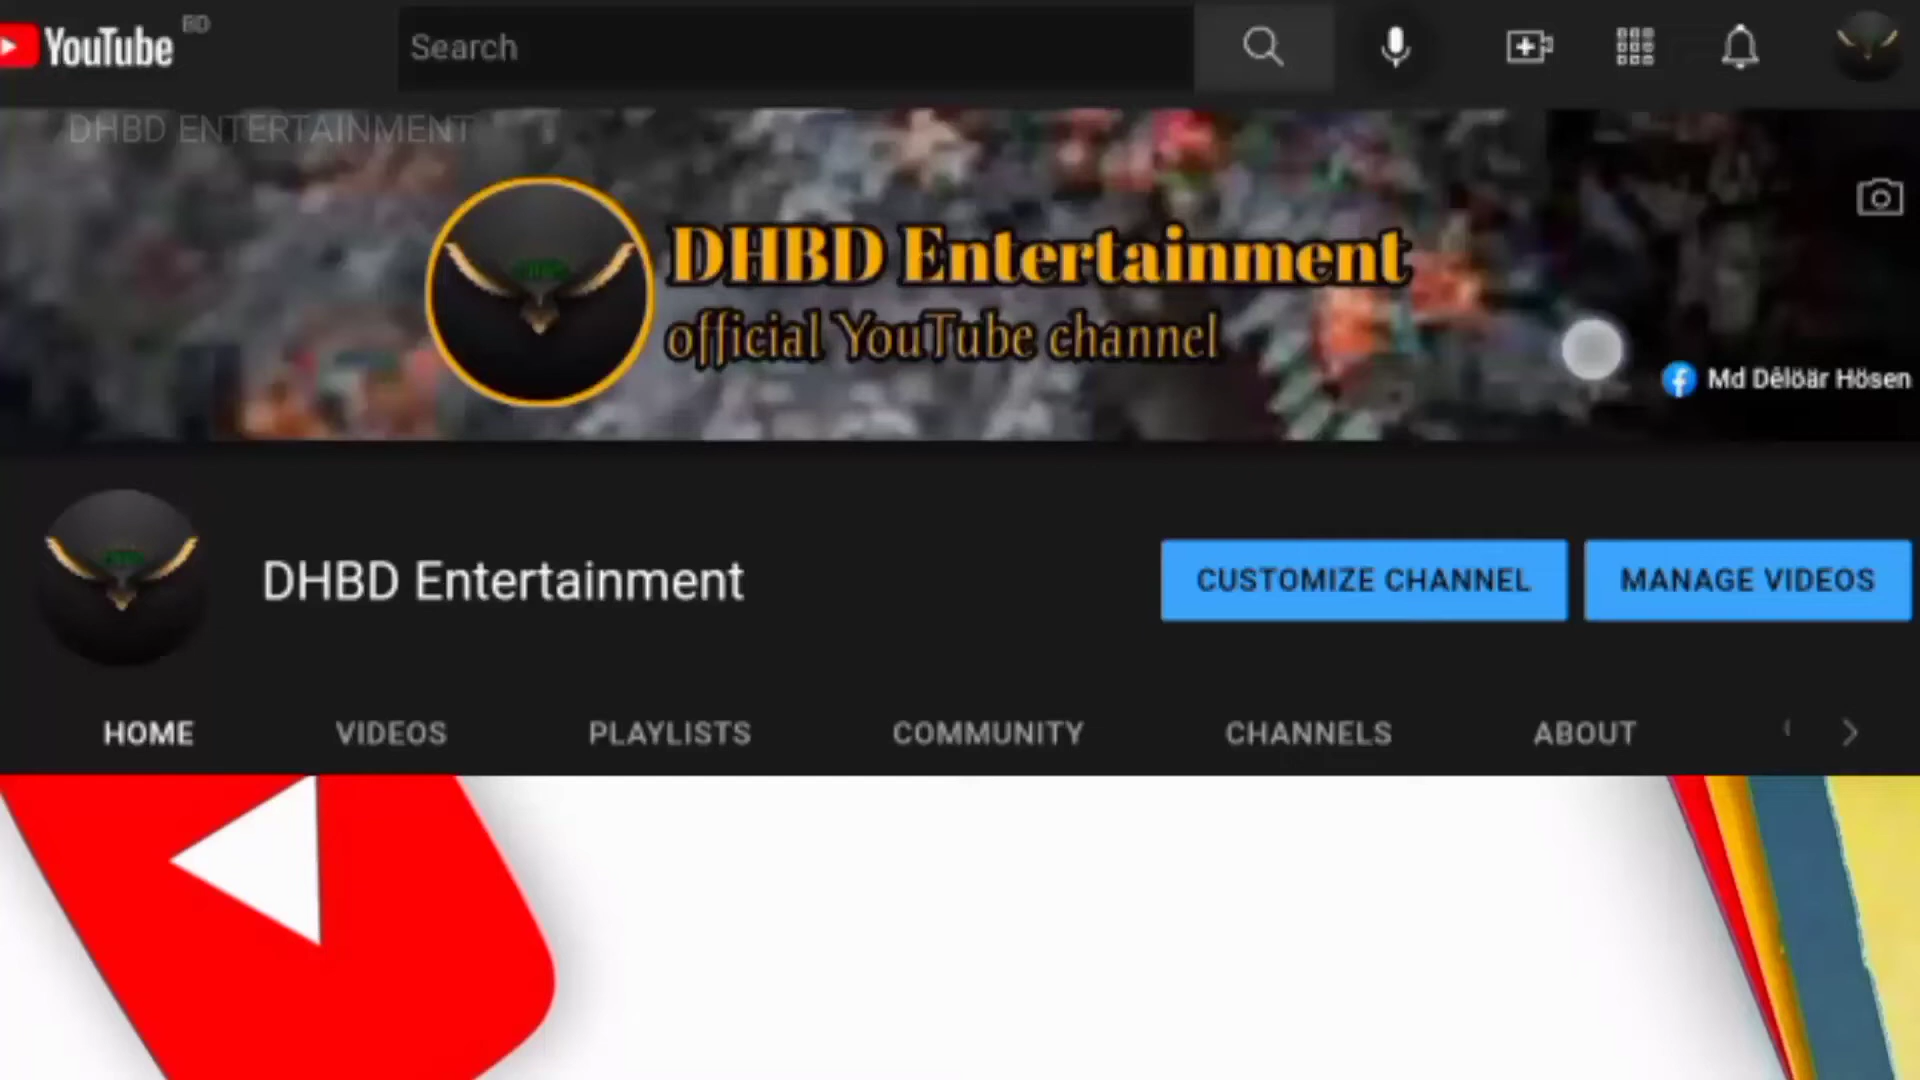 YouTube BD
Search
DHBD ENTERTAINMENT
DHBD Entertainment
official YouTube channel
Md Dêlöär Hösen
DHBD Entertainment
CUSTOMIZE CHANNEL
MANAGE VIDEOS
HOME
VIDEOS
PLAYLISTS
COMMUNITY
CHANNELS
ABOUT